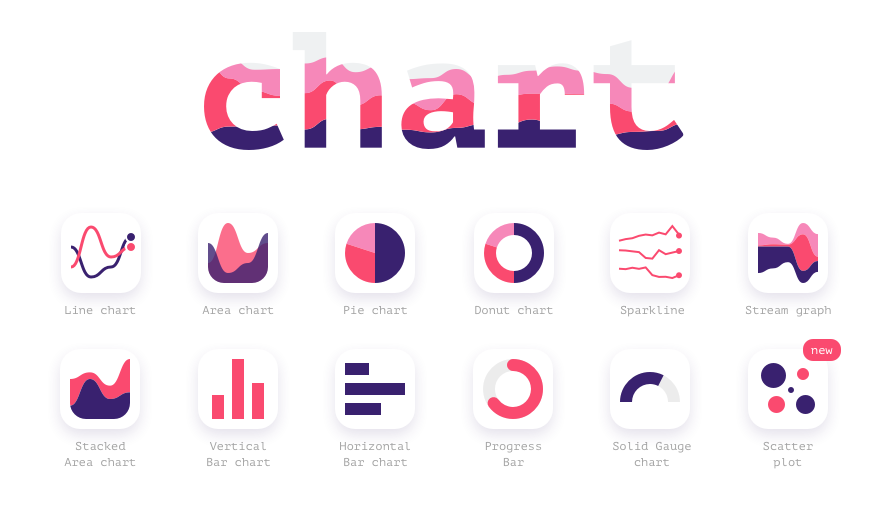 chart
Line chart
Area chart
Pie chart
Donut chart
Sparkline
Stream graph
new
Stacked
Area chart
Vertical
Bar chart
Horizontal
Bar chart
Progress
Bar
Solid Gauge
chart
Scatter
plot